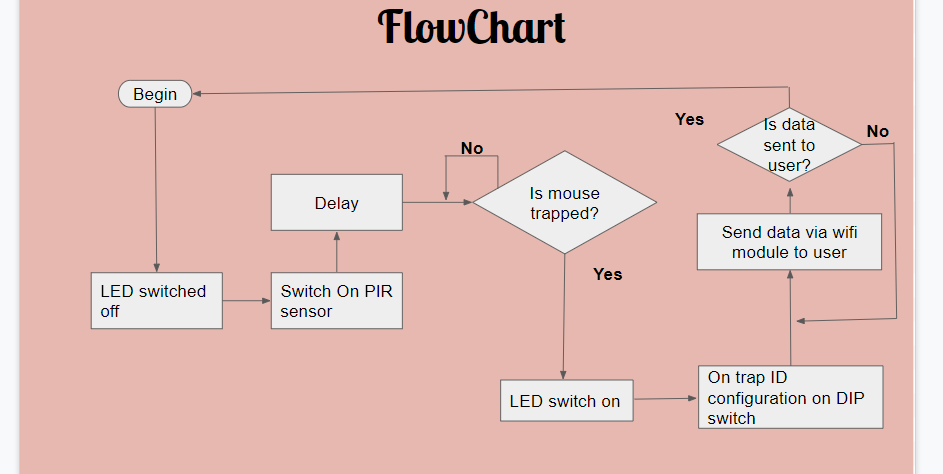 FlowChart
Begin
LED switched
off
Switch On PIR
sensor
Delay
No
Is mouse
trapped?
Yes
LED switch on
On trap ID
configuration on DIP
switch
Send data via wifi
module to user
Is data
sent to
user?
Yes
No